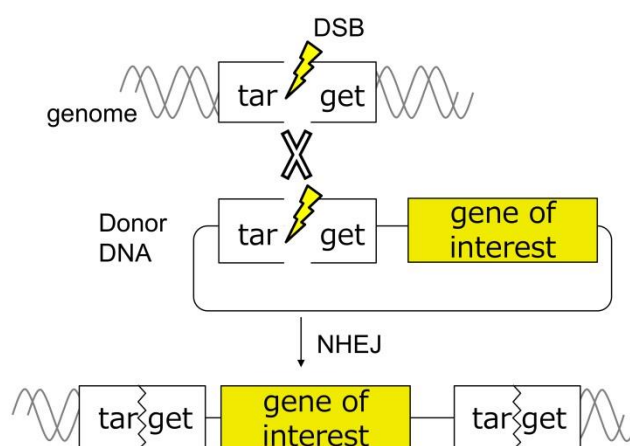 DSB
tar get
genome
tar get
gene of
interest
Donor
DNA
NHEJ
tar get
gene of
interest
tar get